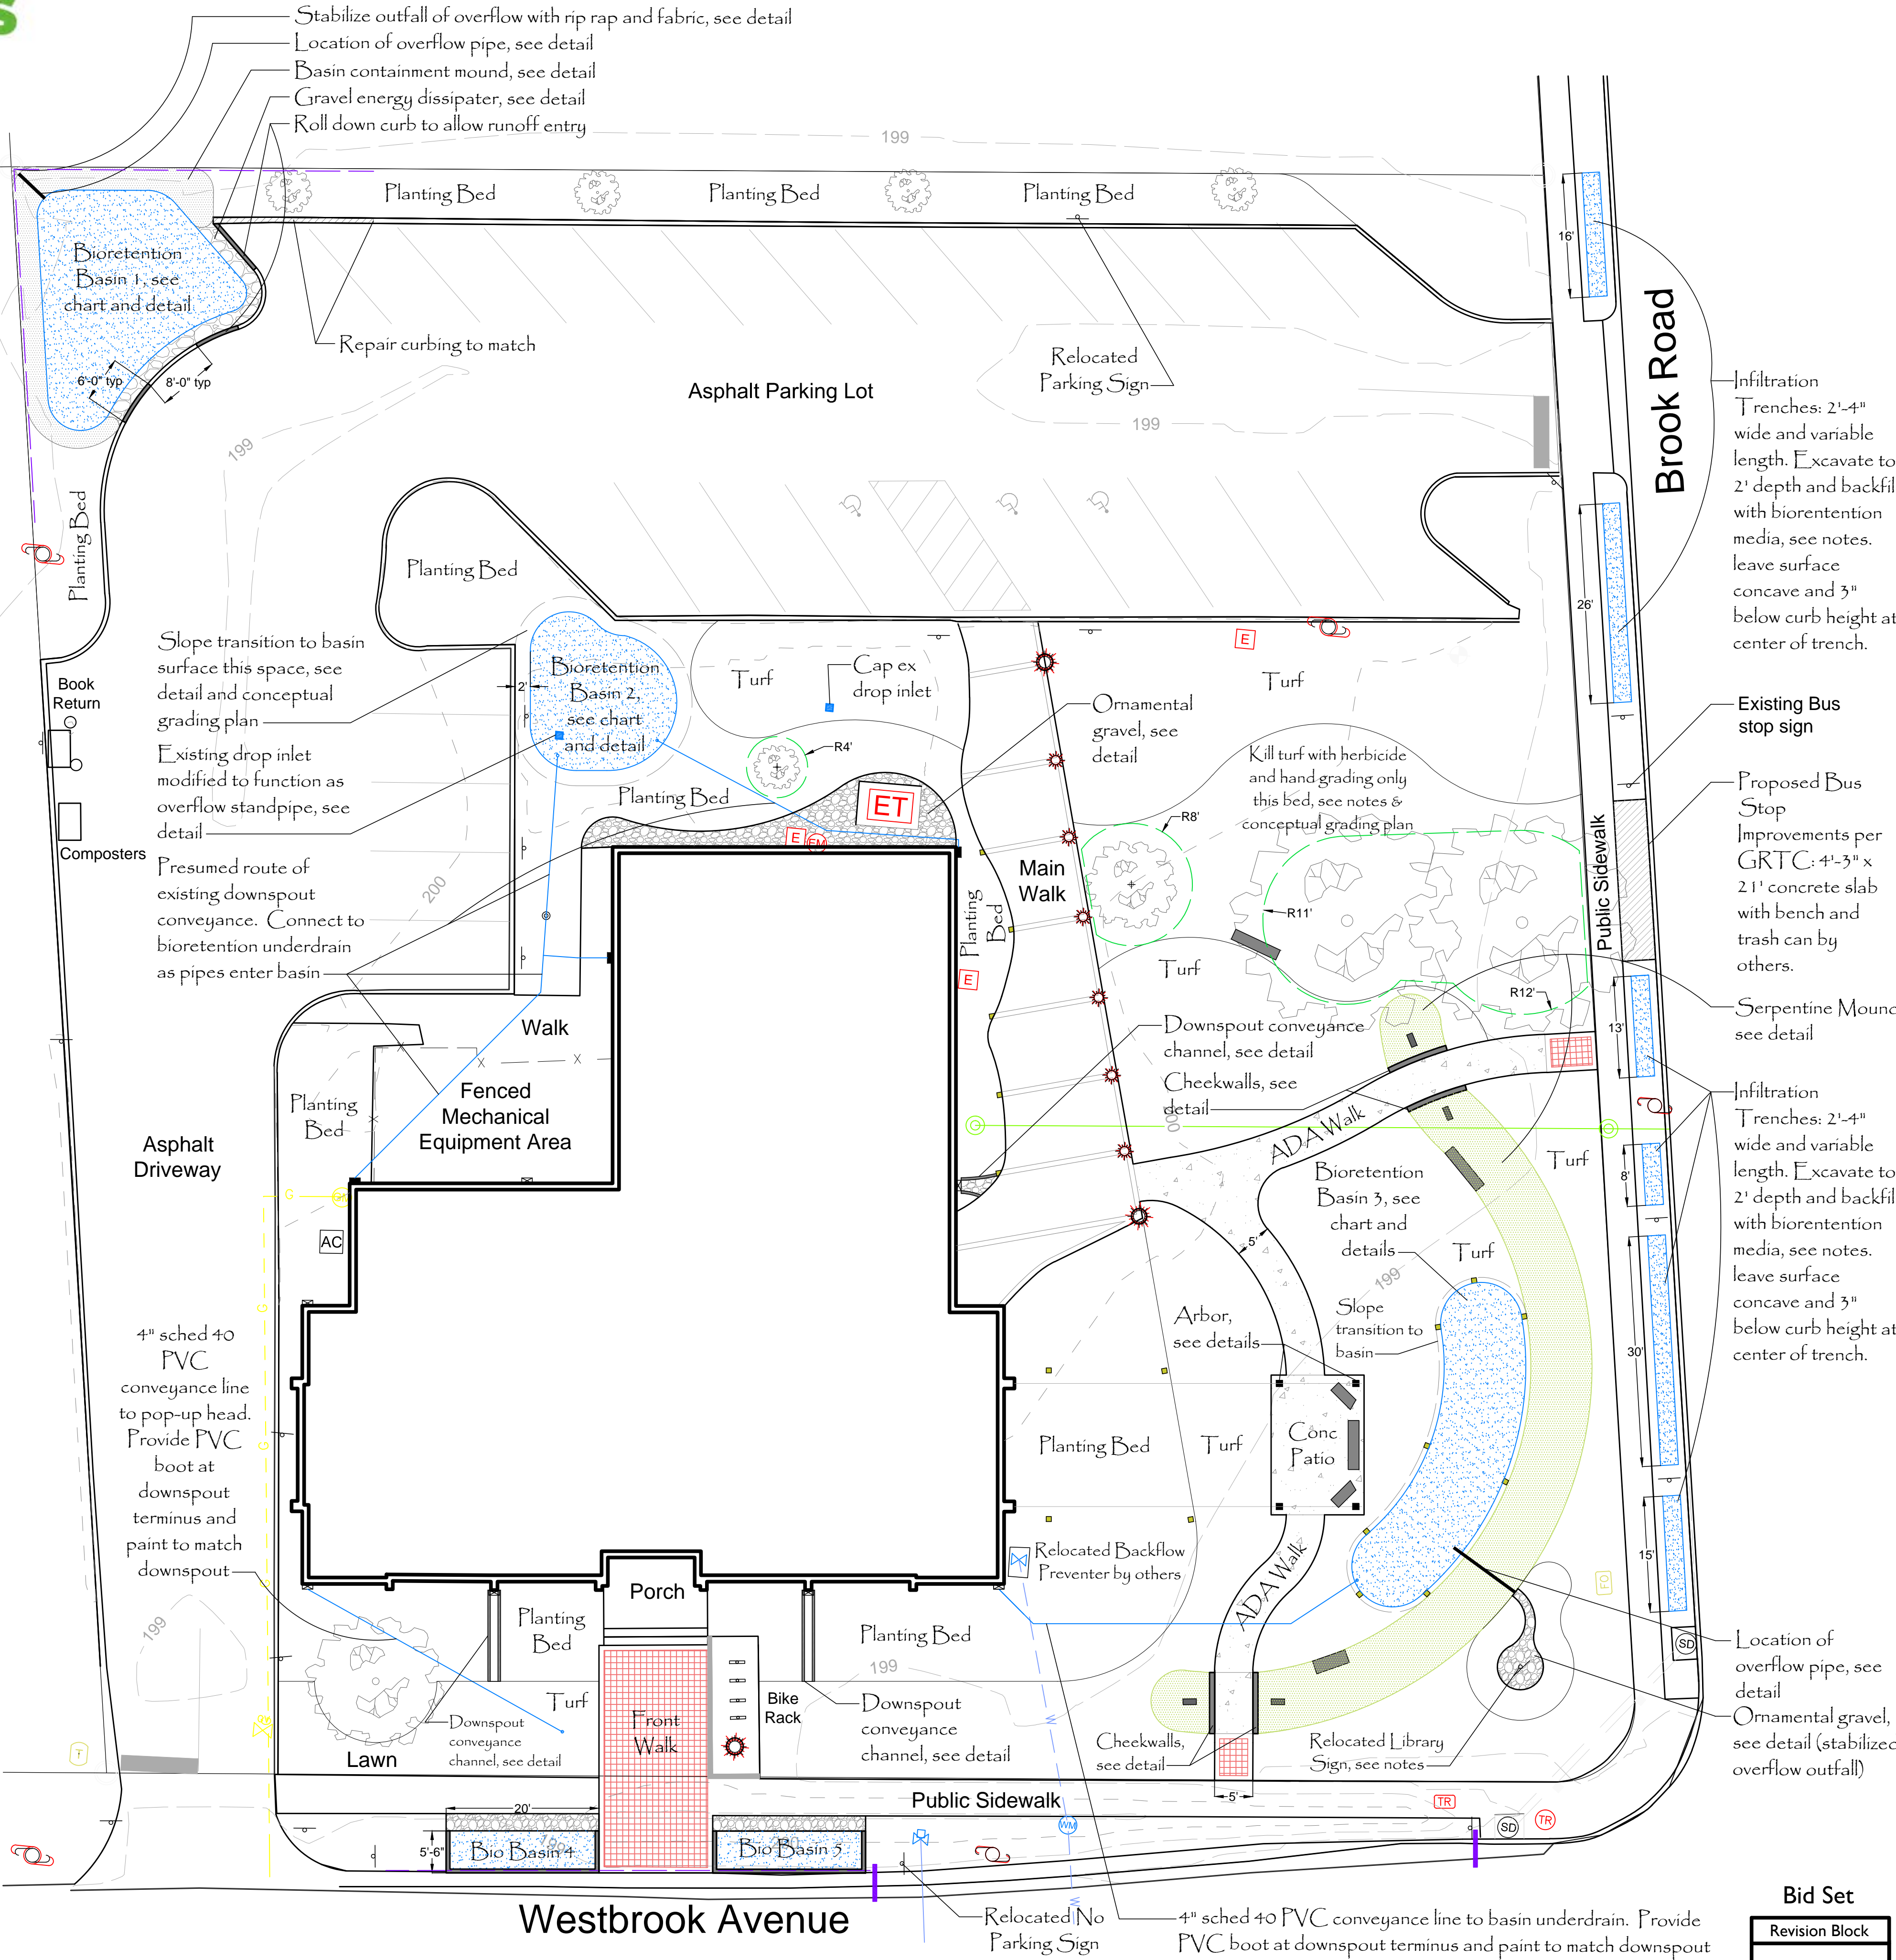 Stabilize outfall of overflow with rip rap and fabric, see detail
Location of overflow pipe, see detail
Basin containment mound, see detail
Gravel energy dissipater, see detail
Roll down curb to allow runoff entry
199
Planting Bed
Planting Bed
Planting Bed
16'
Bioretention
Basin 1, see
chart and detail
Repair curbing to match
6'-0" typ
8'-0" typ
Relocated
Parking Sign
Asphalt Parking Lot
199
199
Brook Road
Infiltration
Trenches: 2'-4"
wide and variable
length. Excavate to
2' depth and backfil
with biorentention
media, see notes.
leave surface
concave and 3"
below curb height at
center of trench.
Planting Bed
Planting Bed
26'
Slope transition to basin
surface this space, see
detail and conceptual
grading plan
Existing drop inlet
modified to function as
overflow standpipe, see
detail
Presumed route of
existing downspout
conveyance. Connect to
bioretention underdrain
as pipes enter basin
Book
Return
Composters
200
2'
Bioretention
Basin 2,
see chart
and detail
Turf
Cap ex
drop inlet
E
Turf
Ornamental
gravel, see
detail
R4'
Planting Bed
ET
E
EM
Kill turf with herbicide
and hand grading only
this bed, see notes &
conceptual grading plan
R8'
Existing Bus
stop sign
Proposed Bus
Stop
Improvements per
GRTC: 4'-3" x
21' concrete slab
with bench and
trash can by
others.
Public Sidewalk
Main
Walk
Planting
Bed
E
R11'
Turf
R12'
Serpentine Mound
see detail
13'
Walk
Downspout conveyance
channel, see detail
Cheekwalls, see
detail
X
X
X
X
Fenced
Mechanical
Equipment Area
Planting
Bed
Asphalt
Driveway
ADA Walk
Infiltration
Trenches: 2'-4"
wide and variable
length. Excavate to
2' depth and backfil
with biorentention
media, see notes.
leave surface
concave and 3"
below curb height at
center of trench.
Turf
8'
Bioretention
Basin 3, see
chart and
details
Turf
G
AC
5'
199
G
Arbor,
see details
Slope
transition to
basin
30'
4" sched 40
PVC
conveyance line
to pop-up head.
Provide PVC
boot at
downspout
terminus and
paint to match
downspout
G
Planting Bed
Turf
Conc
Patio
15'
Relocated Backflow
Preventer by others
ADA Walk
FO
Porch
Planting
Bed
Planting Bed
199
199
SD
Location of
overflow pipe, see
detail
Ornamental gravel,
see detail (stabilized
overflow outfall)
Turf
Front
Walk
Bike
Rack
Downspout
conveyance
channel, see detail
Downspout
conveyance
channel, see detail
W
Cheekwalls,
see detail
Relocated Library
Sign, see notes
T
Lawn
20'
Public Sidewalk
5'
TR
WM
SD
TR
5'-6"
Bio Basin 4
Bio Basin 5
W
Westbrook Avenue
Relocated No
Parking Sign
4" sched 40 PVC conveyance line to basin underdrain. Provide
PVC boot at downspout terminus and paint to match downspout
Bid Set
Revision Block